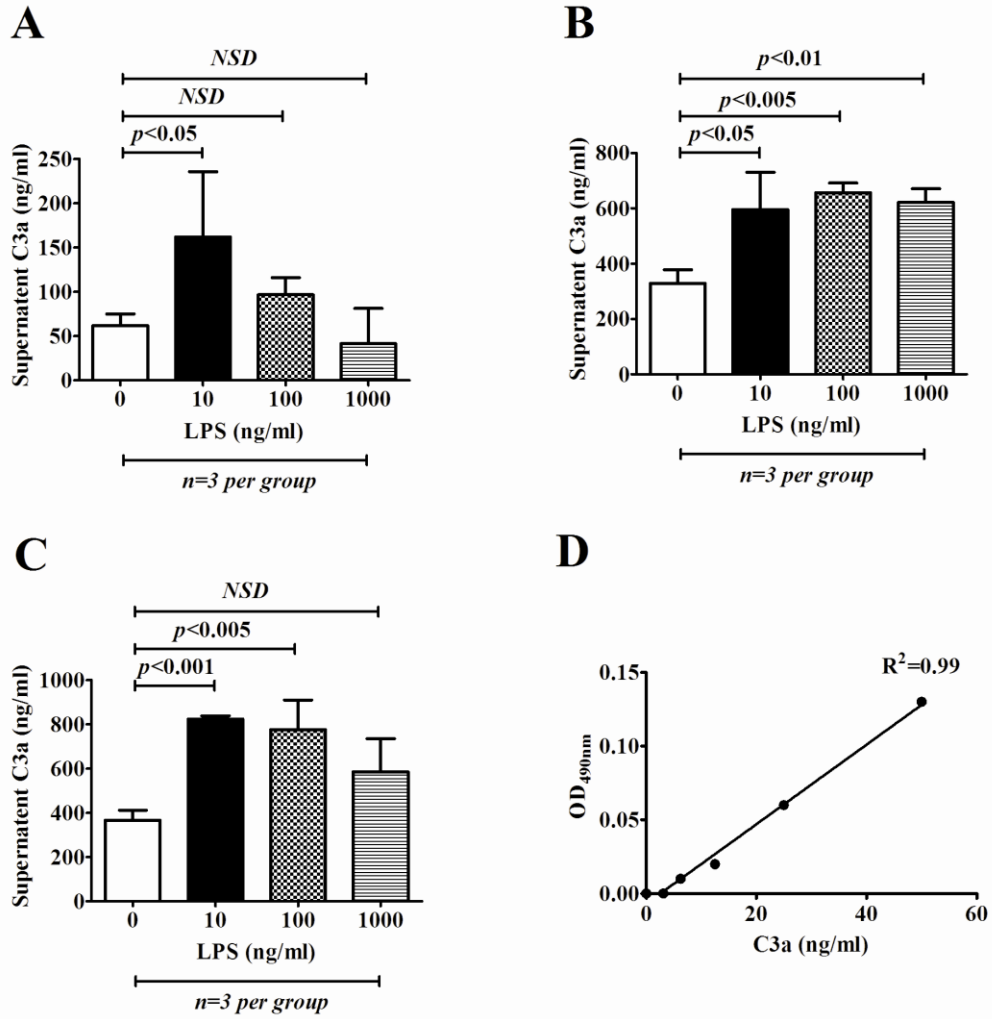 A
NSD
NSD
p<0.05
Supernatent C3a (ng/ml)
250
200
150
100
50
0
0 10 100 1000
LPS (ng/ml)
n=3 per group
B
p<0.01
p<0.005
p<0.05
Supernatent C3a (ng/ml)
800
600
400
200
0
0 10 100 1000
LPS (ng/ml)
n=3 per group
C
NSD
p<0.005
p<0.001
Supernatent C3a (ng/ml)
1000
800
600
400
200
0
0 10 100 1000
LPS (ng/ml)
n=3 per group
D
R²=0.99
OD490nm
0.15
0.10
0.05
0.00
0 20 40 60
C3a (ng/ml)